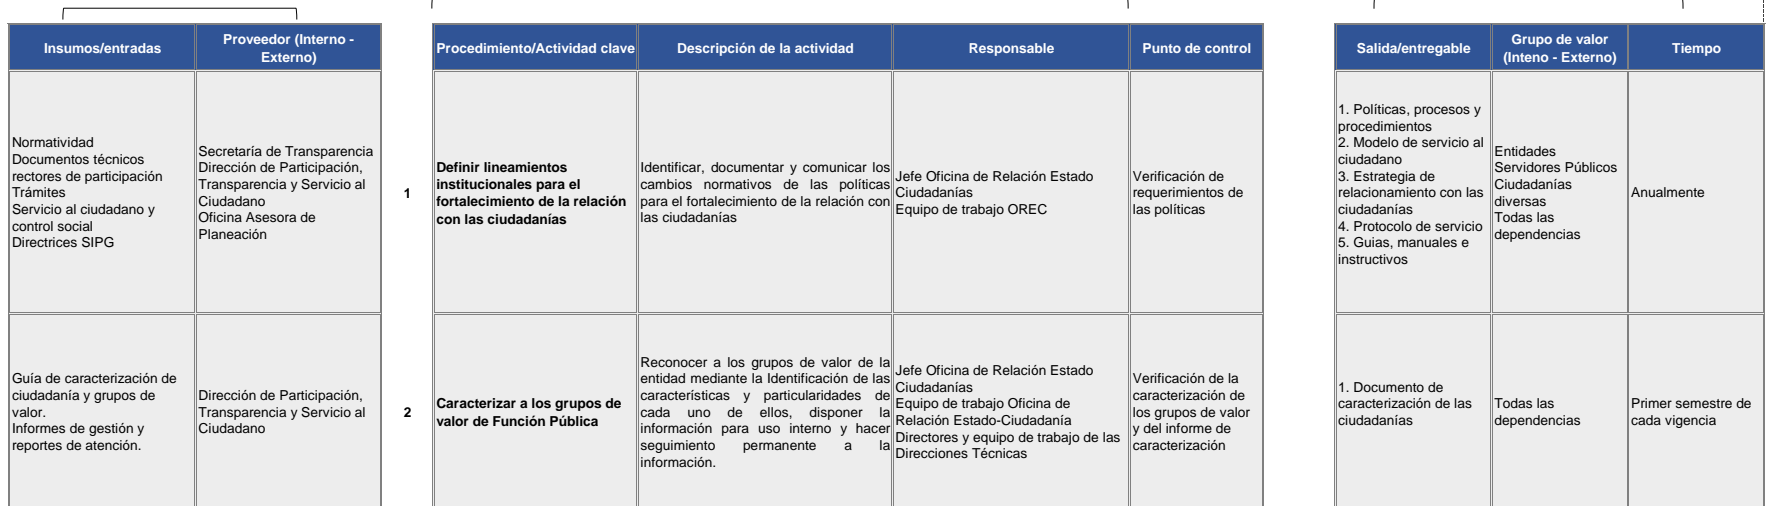 Insumos/entradas
Proveedor (Interno -
Externo)
Procedimiento/Actividad clave
Descripción de la actividad
Responsable
Punto de control
Salida/entregable
Grupo de valor
(Inteno - Externo)
Tiempo
Normatividad
Documentos técnicos
rectores de participación
Trámites
Servicio al ciudadano y
control social
Directrices SIPG
Secretaría de Transparencia
Dirección de Participación,
Transparencia y Servicio al
Ciudadano
Oficina Asesora de
Planeación
1
Definir lineamientos
institucionales para el
fortalecimiento de la relación
con las ciudadanías
Identificar, documentar y comunicar los
cambios normativos de las políticas
para el fortalecimiento de la relación con
las ciudadanías
Jefe Oficina de Relación Estado
Ciudadanías
Equipo de trabajo OREC
Verificación de
requerimientos de
las políticas
1. Políticas, procesos y
procedimientos
2. Modelo de servicio al
ciudadano
3. Estrategia de
relacionamiento con las
ciudadanías
4. Protocolo de servicio
5. Guias, manuales e
instructivos
Entidades
Servidores Públicos
Ciudadanías
diversas
Todas las
dependencias
Anualmente
Guía de caracterización de
ciudadanía y grupos de
valor.
Informes de gestión y
reportes de atención.
Dirección de Participación,
Transparencia y Servicio al
Ciudadano
2
Caracterizar a los grupos de
valor de Función Pública
Reconocer a los grupos de valor de la
entidad mediante la Identificación de las
características y particularidades de
cada uno de ellos, disponer la
información para uso interno y hacer
seguimiento permanente a la
información.
Jefe Oficina de Relación Estado
Ciudadanías
Equipo de trabajo Oficina de
Relación Estado-Ciudadanía
Directores y equipo de trabajo de las
Direcciones Técnicas
Verificación de la
caracterización de
los grupos de valor
y del informe de
caracterización
1. Documento de
caracterización de las
ciudadanías
Todas las
dependencias
Primer semestre de
cada vigencia